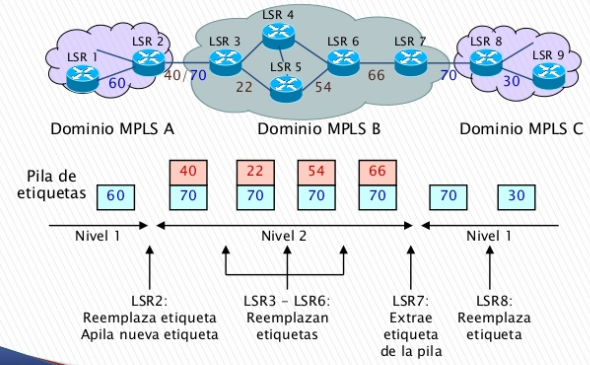 LSR 4
LSR 2
LSR 3
LSR 6
LSR 7
LSR 8
LSR 1
LSR 9
LSR 5
60
40/70
22
54
66
70
30
Dominio MPLS A
Dominio MPLS B
Dominio MPLS C
Pila de
etiquetas
40
22
54
66
60
70
70
70
70
70
30
Nivel 1
Nivel 2
Nivel 1
LSR2:
Reemplaza etiqueta
Apila nueva etiqueta
LSR3 – LSR6:
Reemplazan
etiquetas
LSR7:
Extrae
etiqueta
de la pila
LSR8:
Reemplaza
etiqueta